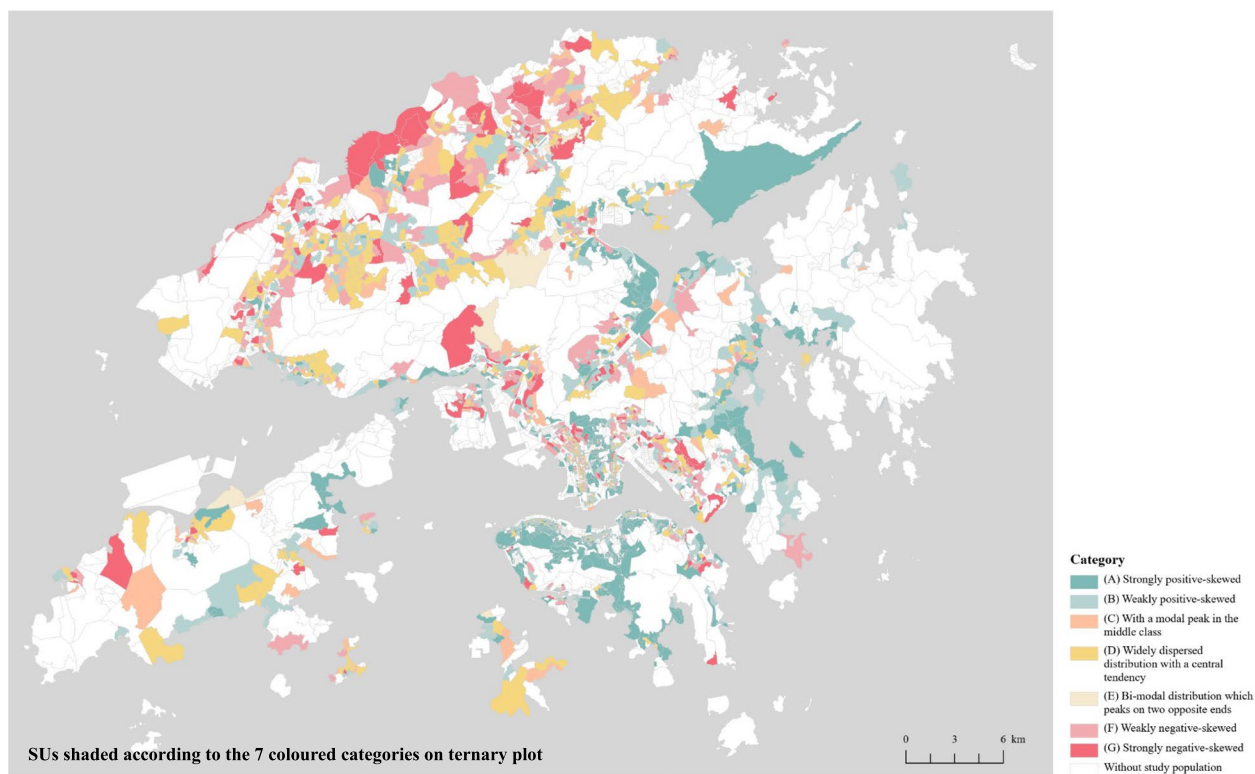 SUs shaded according to the 7 coloured categories on ternary plot
0 3 6 km
Category
(A) Strongly positive-skewed
(B) Weakly positive-skewed
(C) With a modal peak in the
middle class
(D) Widely dispersed
distribution with a central
tendency
(E) Bi-modal distribution which
peaks on two opposite ends
(F) Weakly negative-skewed
(G) Strongly negative-skewed
Without study population